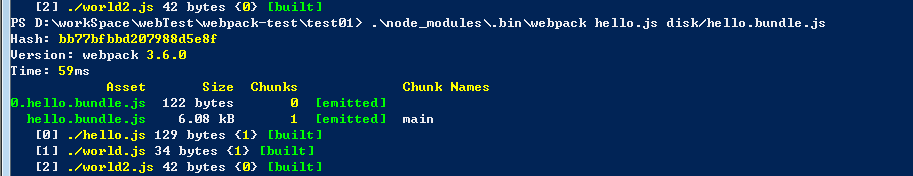 [2] ./world2.js 42 bytes {0} [built]
PS D:\workSpace\webTest\webpack-test\test01> .\node_modules\.bin\webpack hello.js disk/hello.bundle.js
Hash: bb77bfbbd207988d5e8f
Version: webpack 3.6.0
Time: 59ms
Asset Size Chunks Chunk Names
0.hello.bundle.js 122 bytes 0 [emitted]
hello.bundle.js 6.08 kB 1 [emitted] main
[0] ./hello.js 129 bytes {1} [built]
[1] ./world.js 34 bytes {1} [built]
[2] ./world2.js 42 bytes {0} [built]